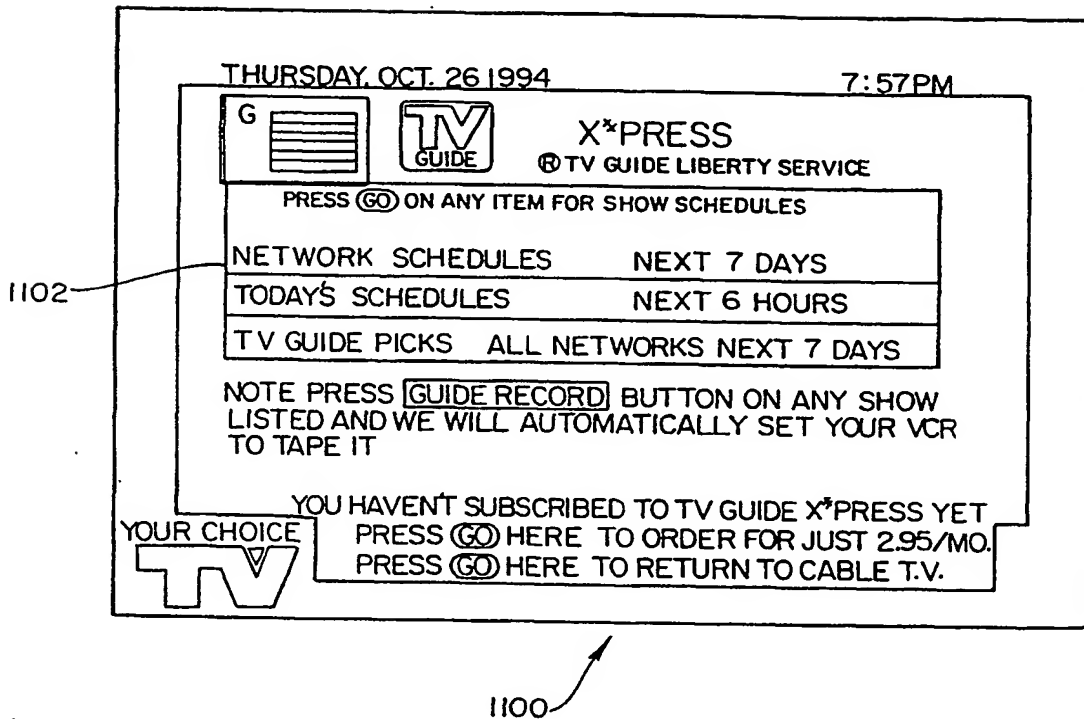 THURSDAY, OCT. 26 1994 7:57PM
G
TV GUIDE
X*PRESS
® TV GUIDE LIBERTY SERVICE
PRESS GO ON ANY ITEM FOR SHOW SCHEDULES
NETWORK SCHEDULES NEXT 7 DAYS
1102
TODAY'S SCHEDULES NEXT 6 HOURS
TV GUIDE PICKS ALL NETWORKS NEXT 7 DAYS
NOTE PRESS GUIDE RECORD BUTTON ON ANY SHOW
LISTED AND WE WILL AUTOMATICALLY SET YOUR VCR
TO TAPE IT
YOU HAVEN'T SUBSCRIBED TO TV GUIDE X*PRESS YET
PRESS GO HERE TO ORDER FOR JUST 2.95/MO.
PRESS GO HERE TO RETURN TO CABLE T.V.
YOUR CHOICE
TV
1100